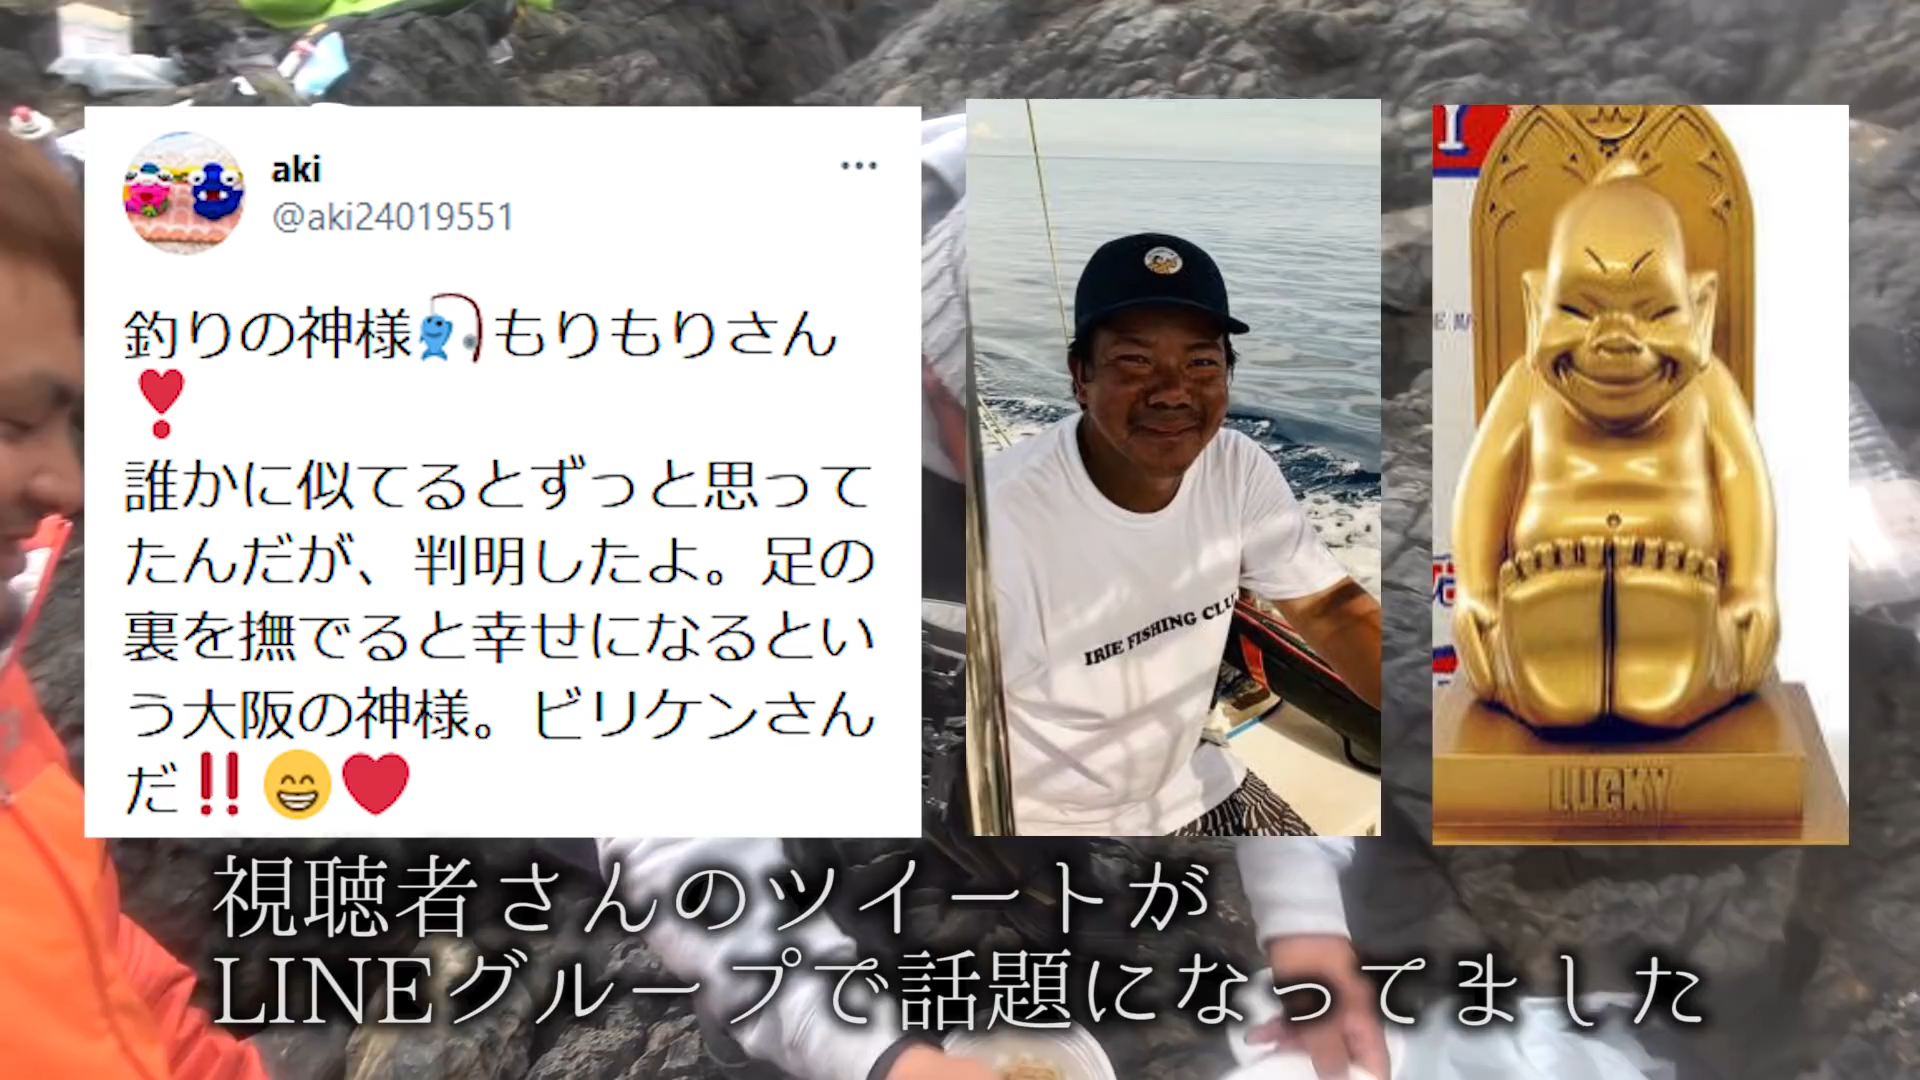 aki
@aki24019551
釣りの神様🎣もりもりさん
❣
誰かに似てるとずっと思って
たんだが、判明したよ。足の
裏を撫でると幸せになるとい
う大阪の神様。ビリケンさん
だ‼😁❤
IRIE FISHING CLU
LUCKY
視聴者さんのツイートが
LINEグループで話題になってました